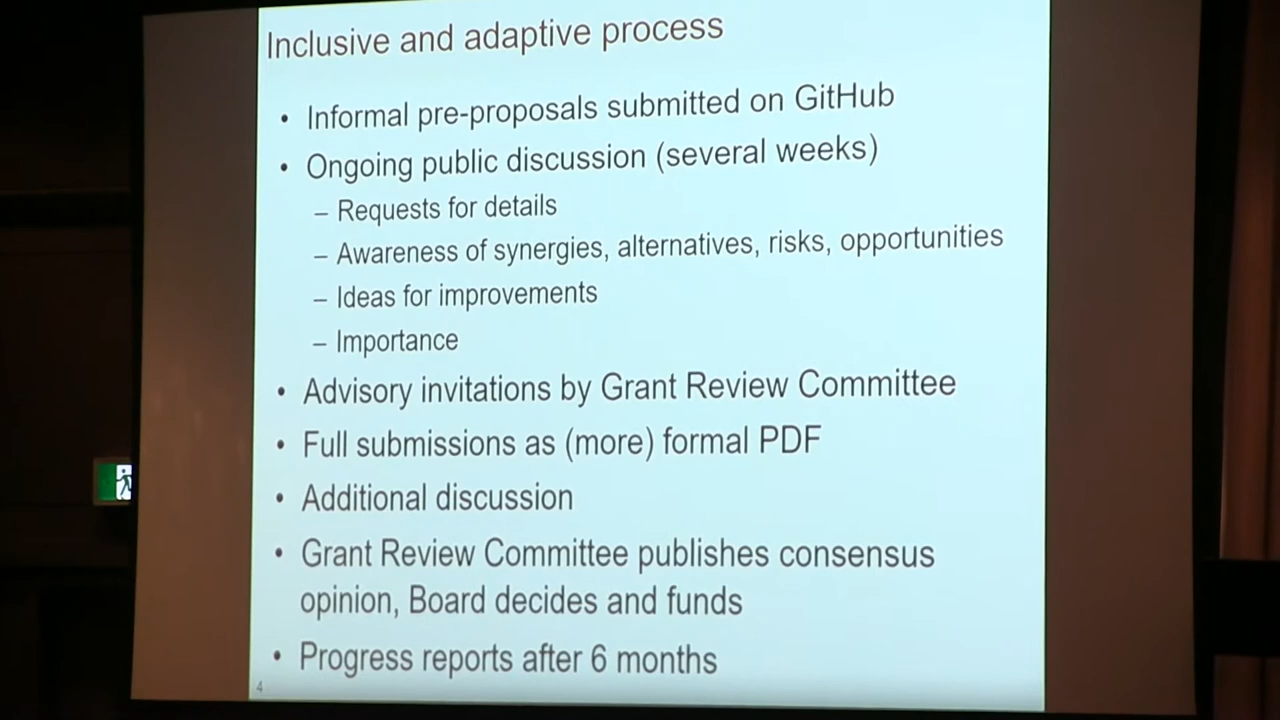 Inclusive and adaptive process
• Informal pre-proposals submitted on GitHub
• Ongoing public discussion (several weeks)
– Requests for details
– Awareness of synergies, alternatives, risks, opportunities
– Ideas for improvements
– Importance
• Advisory invitations by Grant Review Committee
• Full submissions as (more) formal PDF
• Additional discussion
• Grant Review Committee publishes consensus
opinion, Board decides and funds
• Progress reports after 6 months
4